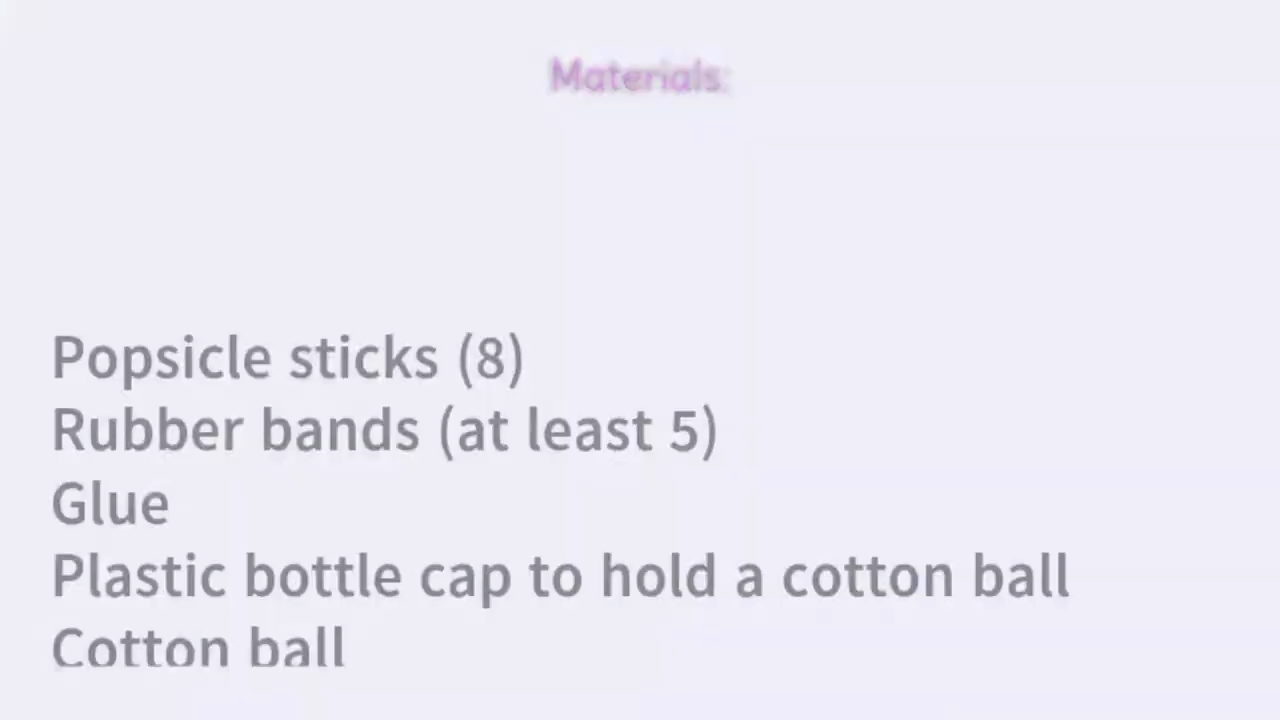 Materials:
Popsicle sticks (8)
Rubber bands (at least 5)
Glue
Plastic bottle cap to hold a cotton ball
Cotton ball